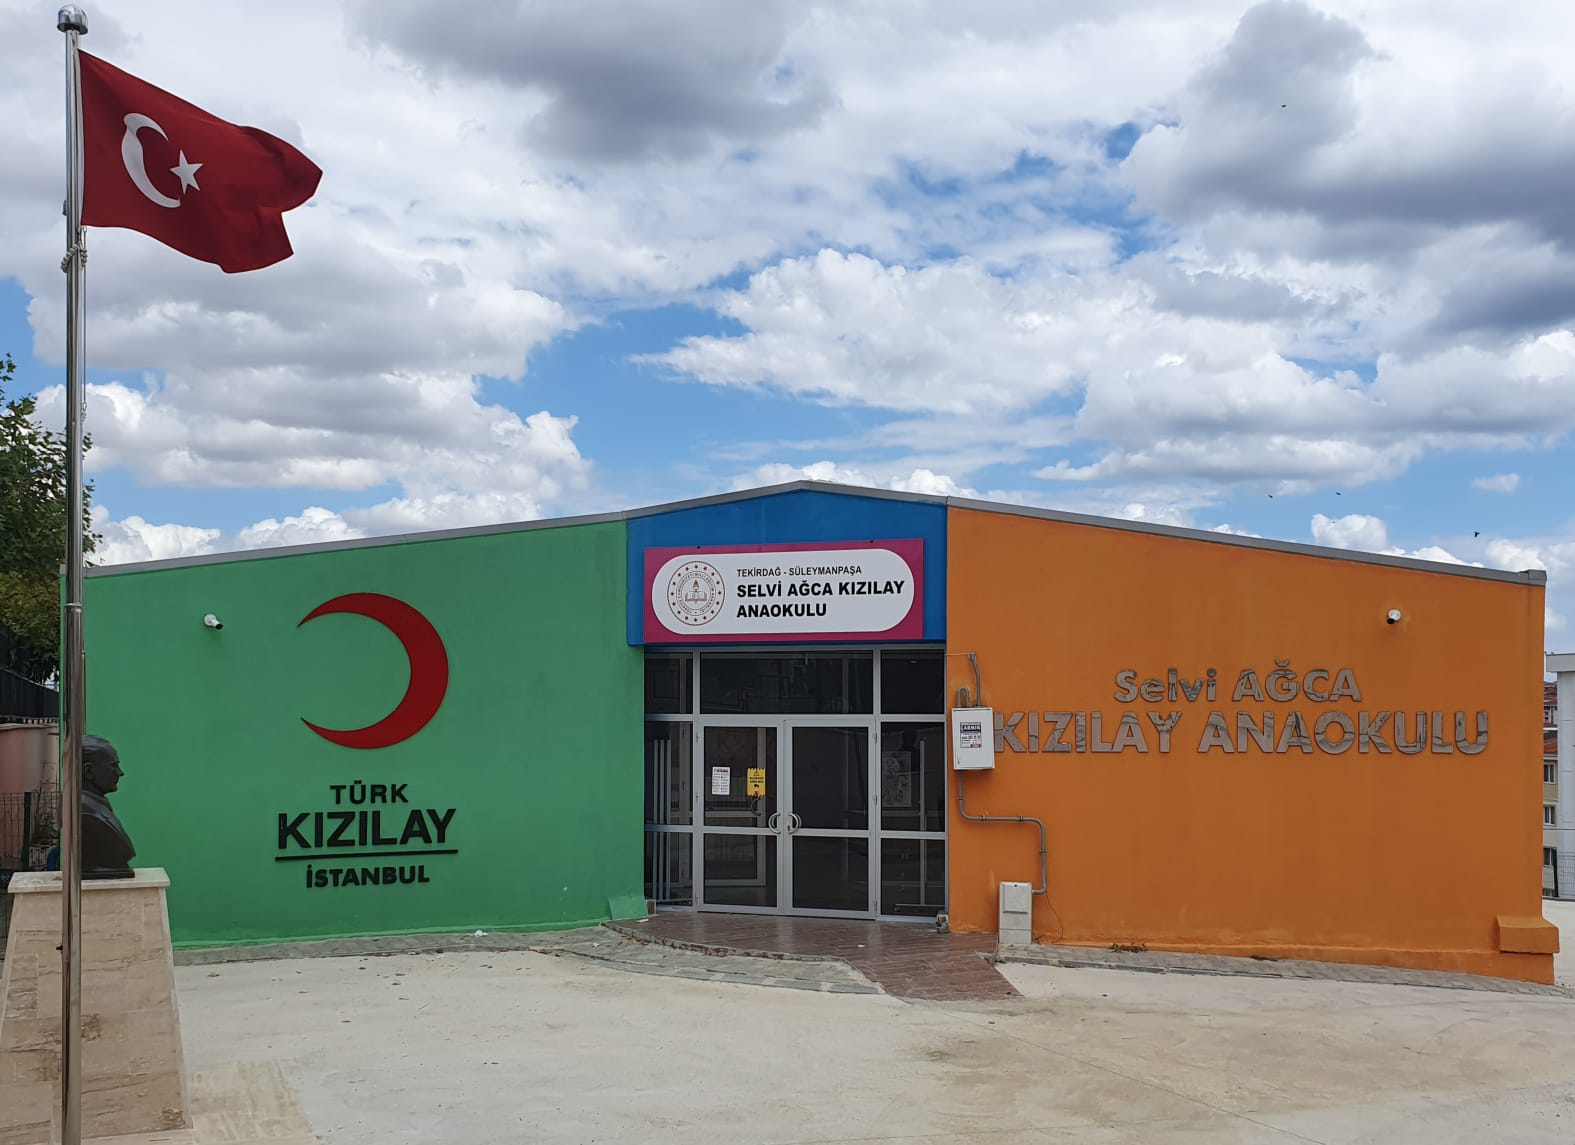 TÜRK
KIZILAY
İSTANBUL
TEKİRDAĞ - SÜLEYMANPAŞA
SELVİ AĞCA KIZILAY
ANAOKULU
Selvi AĞCA
KIZILAY ANAOKULU